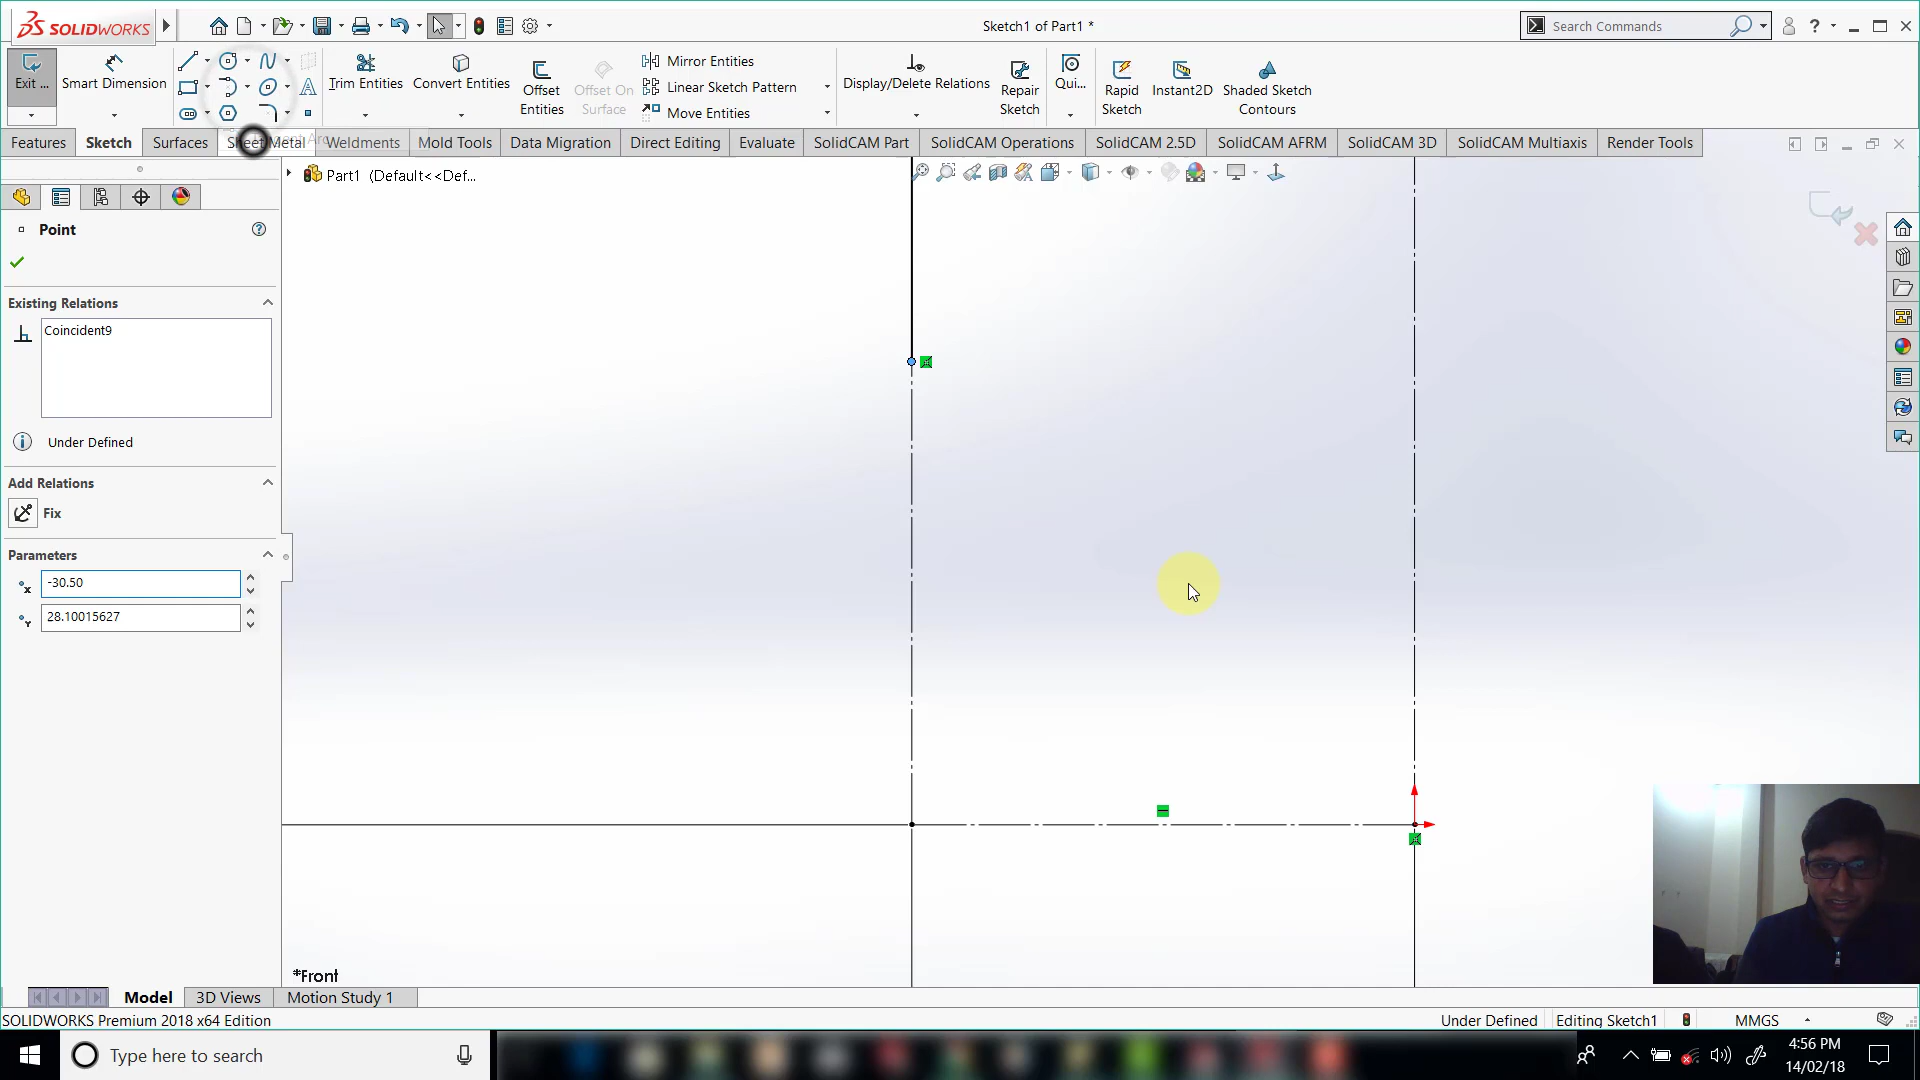 SOLIDWORKS
Sketch1 of Part1 *
Search Commands
Exit ...
Smart Dimension
Trim Entities
Convert Entities
Offset Entities
Offset On Surface
Mirror Entities
Linear Sketch Pattern
Move Entities
Display/Delete Relations
Repair Sketch
Qui...
Rapid Sketch
Instant2D
Shaded Sketch Contours
Features
Sketch
Surfaces
Sheet Metal
Weldments
Mold Tools
Data Migration
Direct Editing
Evaluate
SolidCAM Part
SolidCAM Operations
SolidCAM 2.5D
SolidCAM AFRM
SolidCAM 3D
SolidCAM Multiaxis
Render Tools
Part1 (Default<<Def...
Point
Existing Relations
Coincident9
Under Defined
Add Relations
Fix
Parameters
-30.50
28.10015627
*Front
Model
3D Views
Motion Study 1
SOLIDWORKS Premium 2018 x64 Edition
Under Defined
Editing Sketch1
MMGS
Type here to search
4:56 PM
14/02/18